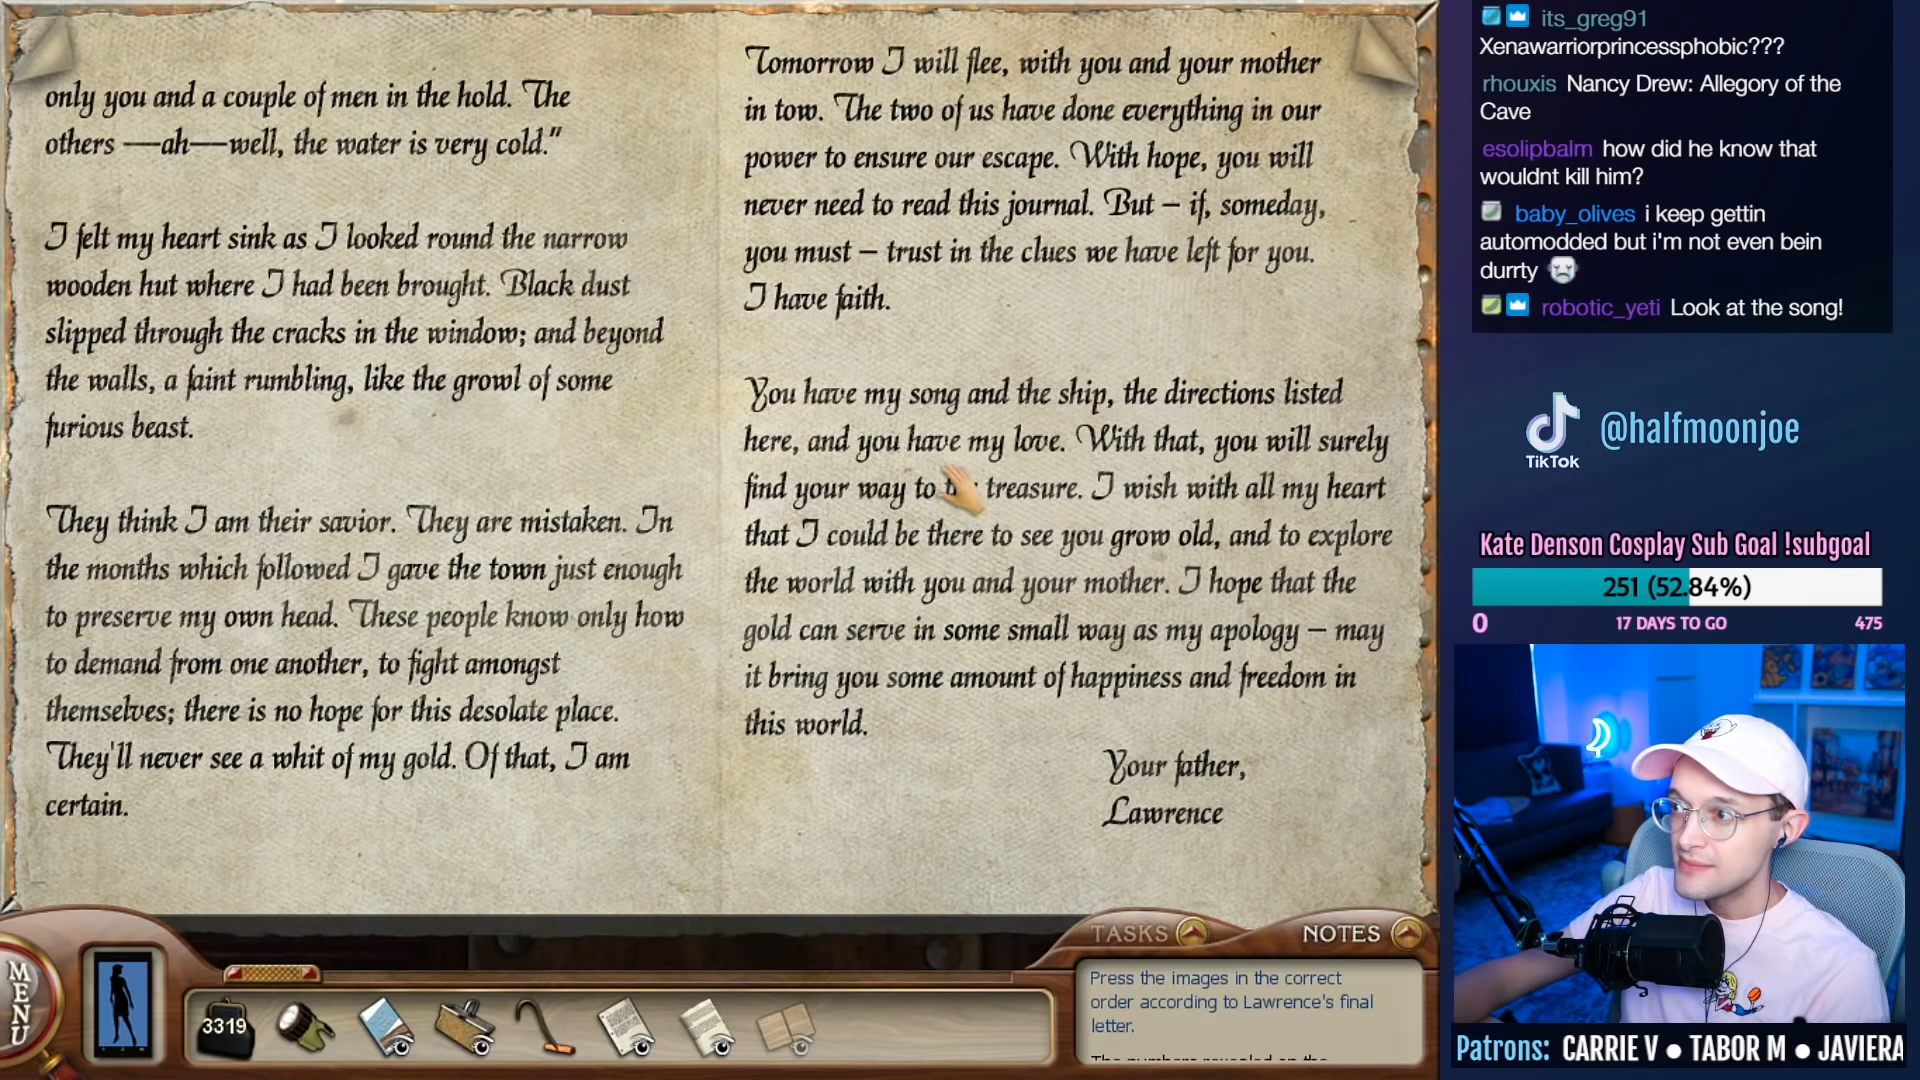 only you and a couple of men in the hold. The
others —ah—well, the water is very cold."
I felt my heart sink as I looked round the narrow
wooden hut where I had been brought. Black dust
slipped through the cracks in the window; and beyond
the walls, a faint rumbling, like the growl of some
furious beast.
They think I am their savior. They are mistaken. In
the months which followed I gave the town just enough
to preserve my own head. These people know only how
to demand from one another, to fight amongst
themselves; there is no hope for this desolate place.
They'll never see a whit of my gold. Of that, I am
certain.
Tomorrow I will flee, with you and your mother
in tow. The two of us have done everything in our
power to ensure our escape. With hope, you will
never need to read this journal. But – if, someday,
you must – trust in the clues we have left for you.
I have faith.
You have my song and the ship, the directions listed
here, and you have my love. With that, you will surely
find your way to treasure. I wish with all my heart
that I could be there to see you grow old, and to explore
the world with you and your mother. I hope that the
gold can serve in some small way as my apology – may
it bring you some amount of happiness and freedom in
this world.
Your father,
Lawrence
MENU
3319
TASKS
NOTES
Press the images in the correct
order according to Lawrence's final
letter.
its_greg91
Xenawarriorprincessphobic???
rhouxis Nancy Drew: Allegory of the
Cave
esolipbalm how did he know that
wouldnt kill him?
baby_olives i keep gettin
automodded but i'm not even bein
durrty
robotic_yeti Look at the song!
TikTok
@halfmoonjoe
Kate Denson Cosplay Sub Goal !subgoal
251 (52.84%)
0 17 DAYS TO GO 475
Patrons: CARRIE V ● TABOR M ● JAVIERA